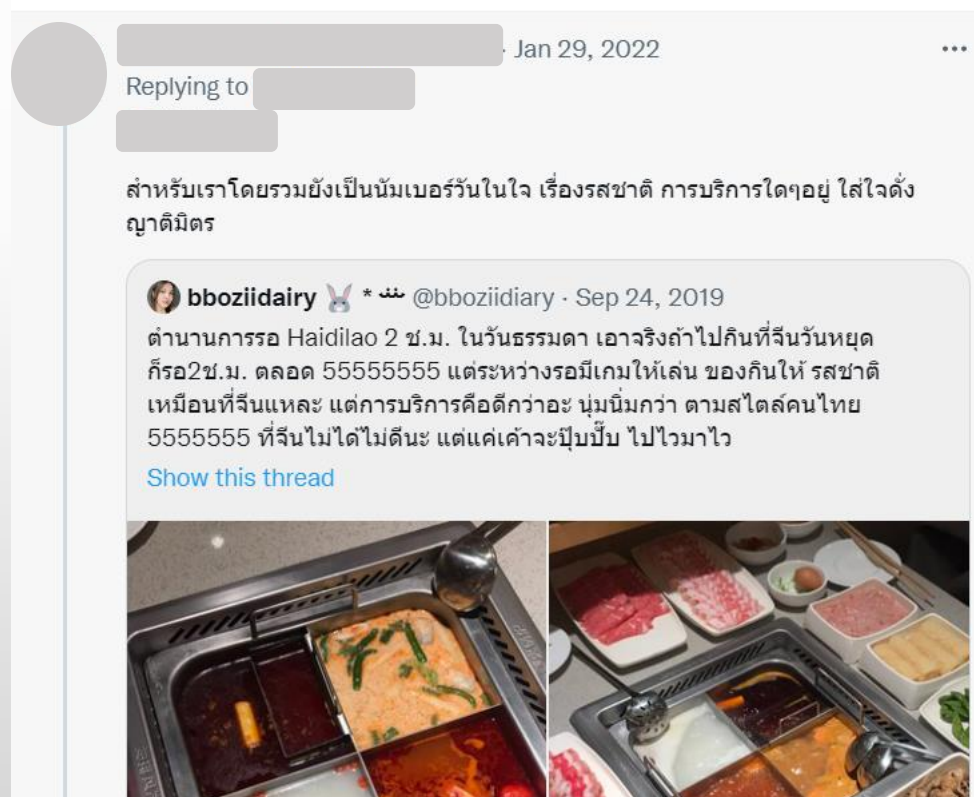 · Jan 29, 2022
Replying to
สำหรับเราโดยรวมยังเป็นนัมเบอร์วันในใจ เรื่องรสชาติ การบริการใดๆอยู่ ใส่ใจดั่ง
ญาติมิตร
bboziidairy 🐰 * @bboziidiary · Sep 24, 2019
ตำนานการรอ Haidilao 2 ช.ม. ในวันธรรมดา เอาจริงถ้าไปกินที่จีนวันหยุด
ก็รอ2ช.ม. ตลอด 55555555 แต่ระหว่างรอมีเกมให้เล่น ของกินให้ รสชาติ
เหมือนที่จีนแหละ แต่การบริการคือดีกว่าอะ นุ่มนิ่มกว่า ตามสไตล์คนไทย
5555555 ที่จีนไม่ได้ไม่ดีนะ แต่แค่เค้าจะปุ๊บปั๊บ ไปไวมาไว
Show this thread